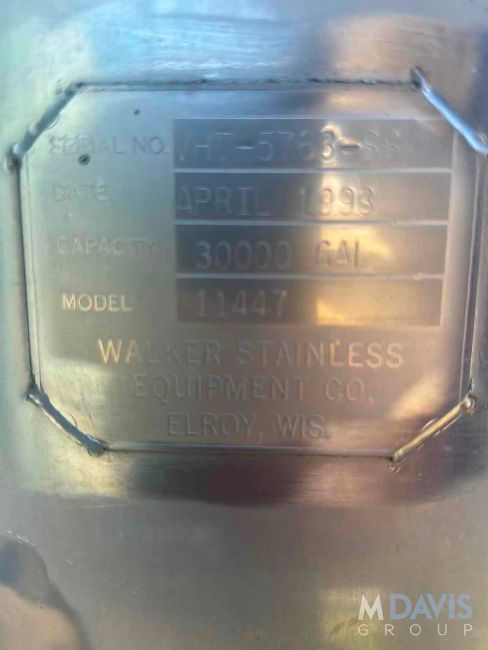 SERIAL NO.
DATE APRIL 1993
CAPACITY 30000 GAL
MODEL 11447
WALKER STAINLESS
EQUIPMENT CO.
ELROY, WIS.
M DAVIS
GROUP